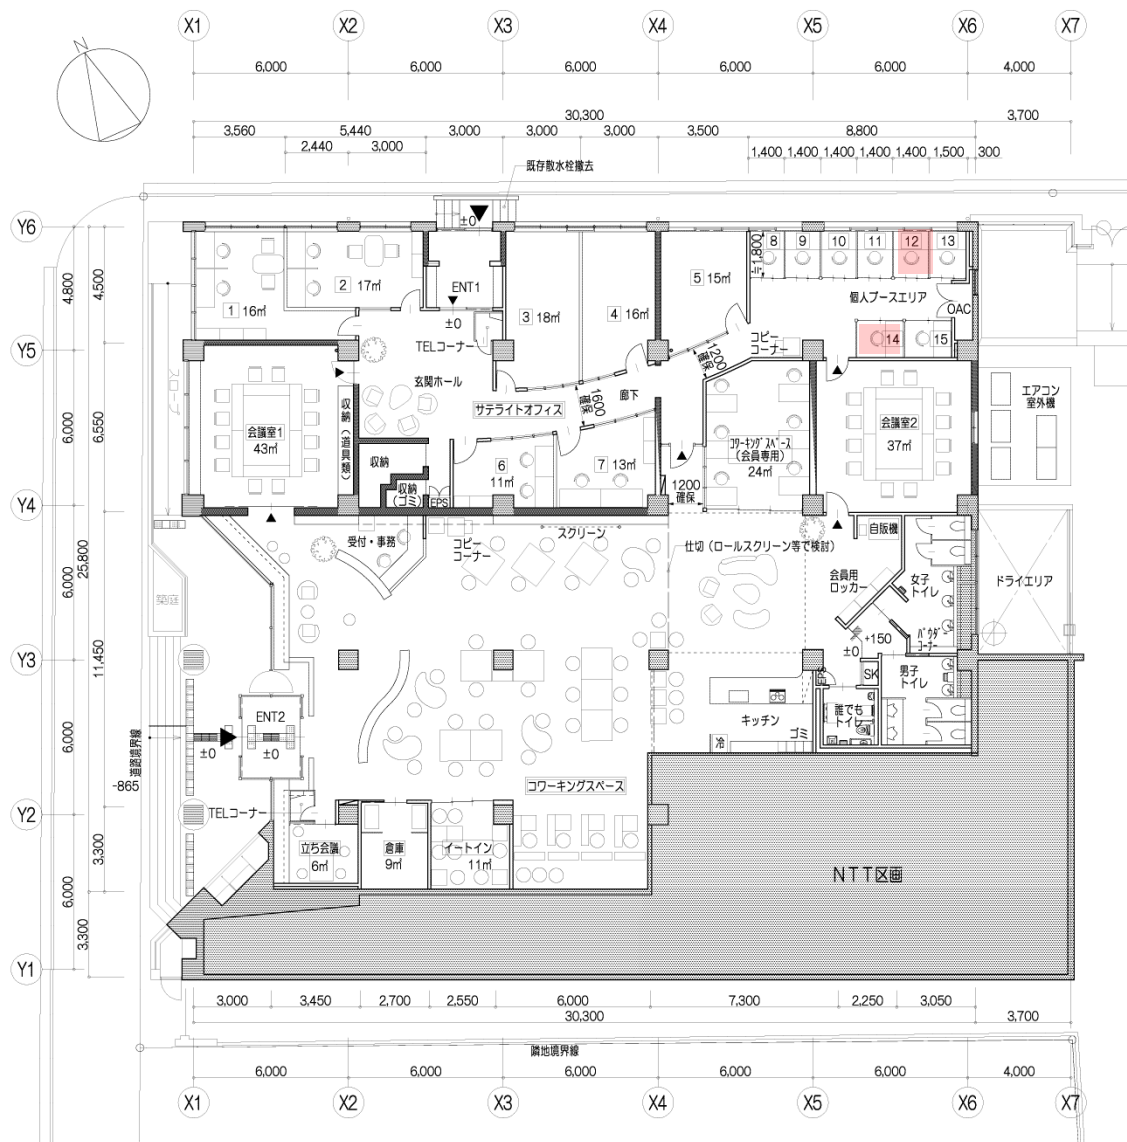 N
X1 X2 X3 X4 X5 X6 X7
6,000 6,000 6,000 6,000 6,000 4,000
30,300 3,700
3,560 5,440 3,000 3,000 3,000 3,500 8,800
2,440 3,000 1,400 1,400 1,400 1,400 1,400 1,500 300
既存散水栓撤去
Y6
±0
4,800 4,500
1 16㎡
2 17㎡
ENT1
±0
3 18㎡
4 16㎡
5 15㎡
≒1,800
8 9 10 11 12 13
個人ブースエリア
OAC
14 15
Y5
TELコーナー
コピー
コーナー
1200
確保
玄関ホール
サテライトオフィス
廊下
1600
確保
6,000 6,550
会議室1
43㎡
収納(道具類)
収納
収納
(ゴミ)
EPS
6
11㎡
7 13㎡
コワーキングスペース
(会員専用)
24㎡
1200
確保
会議室2
37㎡
エアコン
室外機
Y4
受付・事務
コピー
コーナー
スクリーン
仕切(ロールスクリーン等で検討)
自販機
会員用
ロッカー
女子
トイレ
パウダー
コーナー
ドライエリア
25,800
6,000 11,450
Y3
+150
±0
EPS
SK
男子
トイレ
誰でも
トイレ
キッチン
ゴミ
冷
ENT2
±0
±0
道路境界線
-865
6,000
コワーキングスペース
Y2
TELコーナー
立ち会議
6㎡
倉庫
9㎡
イートイン
11㎡
3,300
6,000
3,300
NTT区画
Y1
3,000 3,450 2,700 2,550 6,000 7,300 2,250 3,050
30,300 3,700
隣地境界線
6,000 6,000 6,000 6,000 6,000 4,000
X1 X2 X3 X4 X5 X6 X7